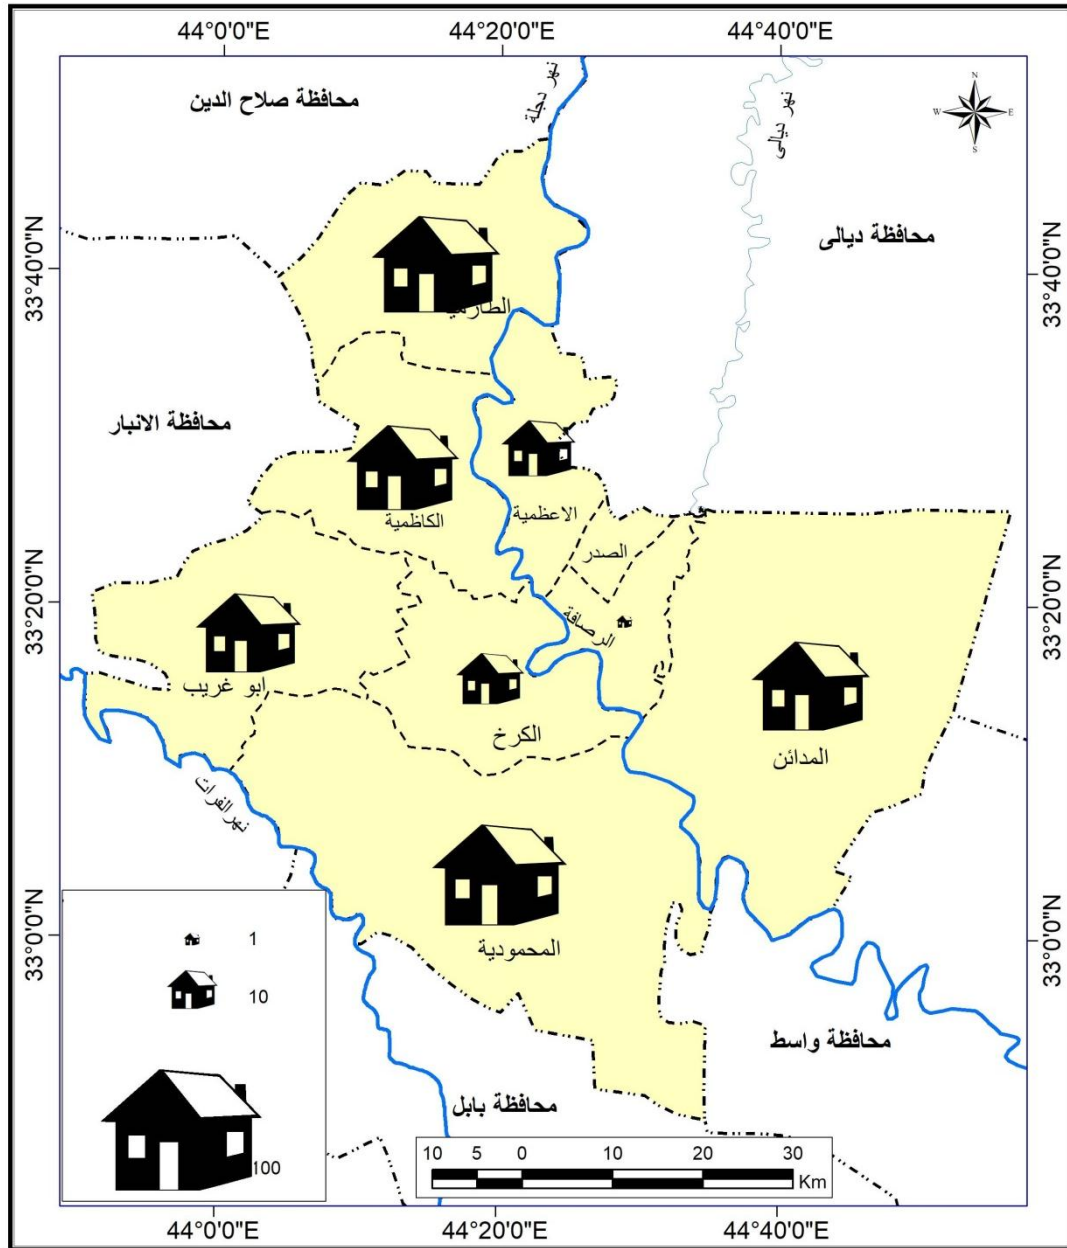 44°0'0"E 44°20'0"E 44°40'0"E
محافظة صلاح الدين
نهر دجلة
نهر ديالى
N
W E
S
33°40'0"N
33°40'0"N
محافظة ديالى
الطارمية
محافظة الانبار
الكاظمية
الاعظمية
الصدر
33°20'0"N
33°20'0"N
الرصافة
ابو غريب
الكرخ
المدائن
نهر الفرات
المحمودية
33°0'0"N
33°0'0"N
1
10
100
محافظة واسط
محافظة بابل
10 5 0 10 20 30
Km
44°0'0"E 44°20'0"E 44°40'0"E